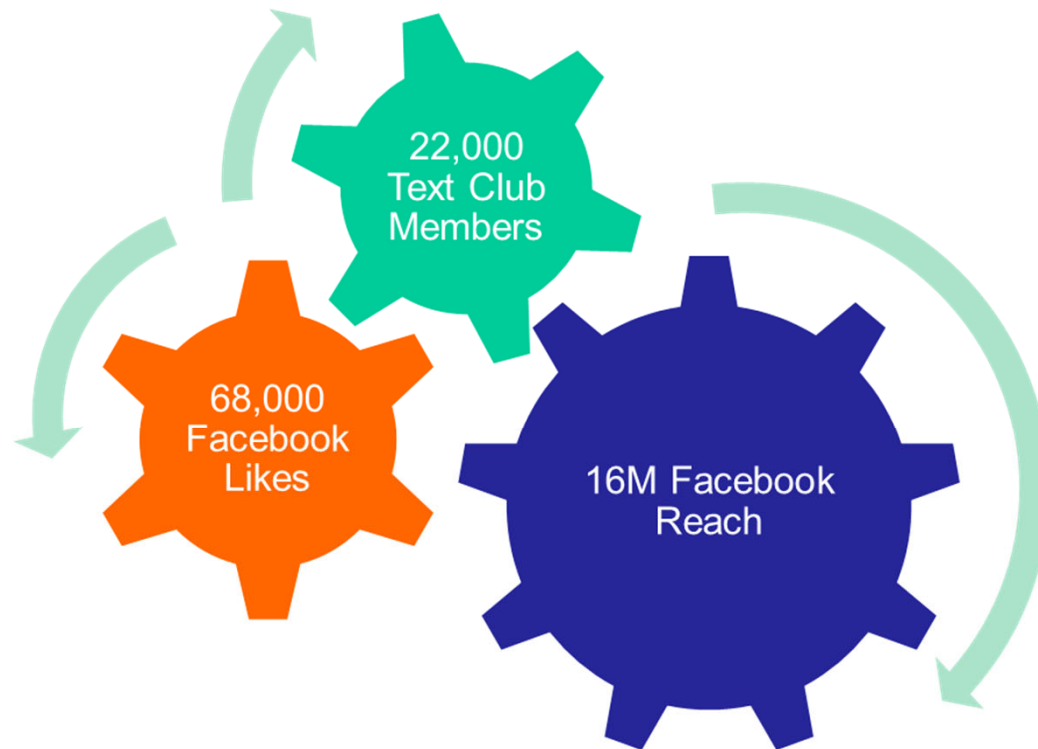 22,000
Text Club
Members
68,000
Facebook
Likes
16M Facebook
Reach